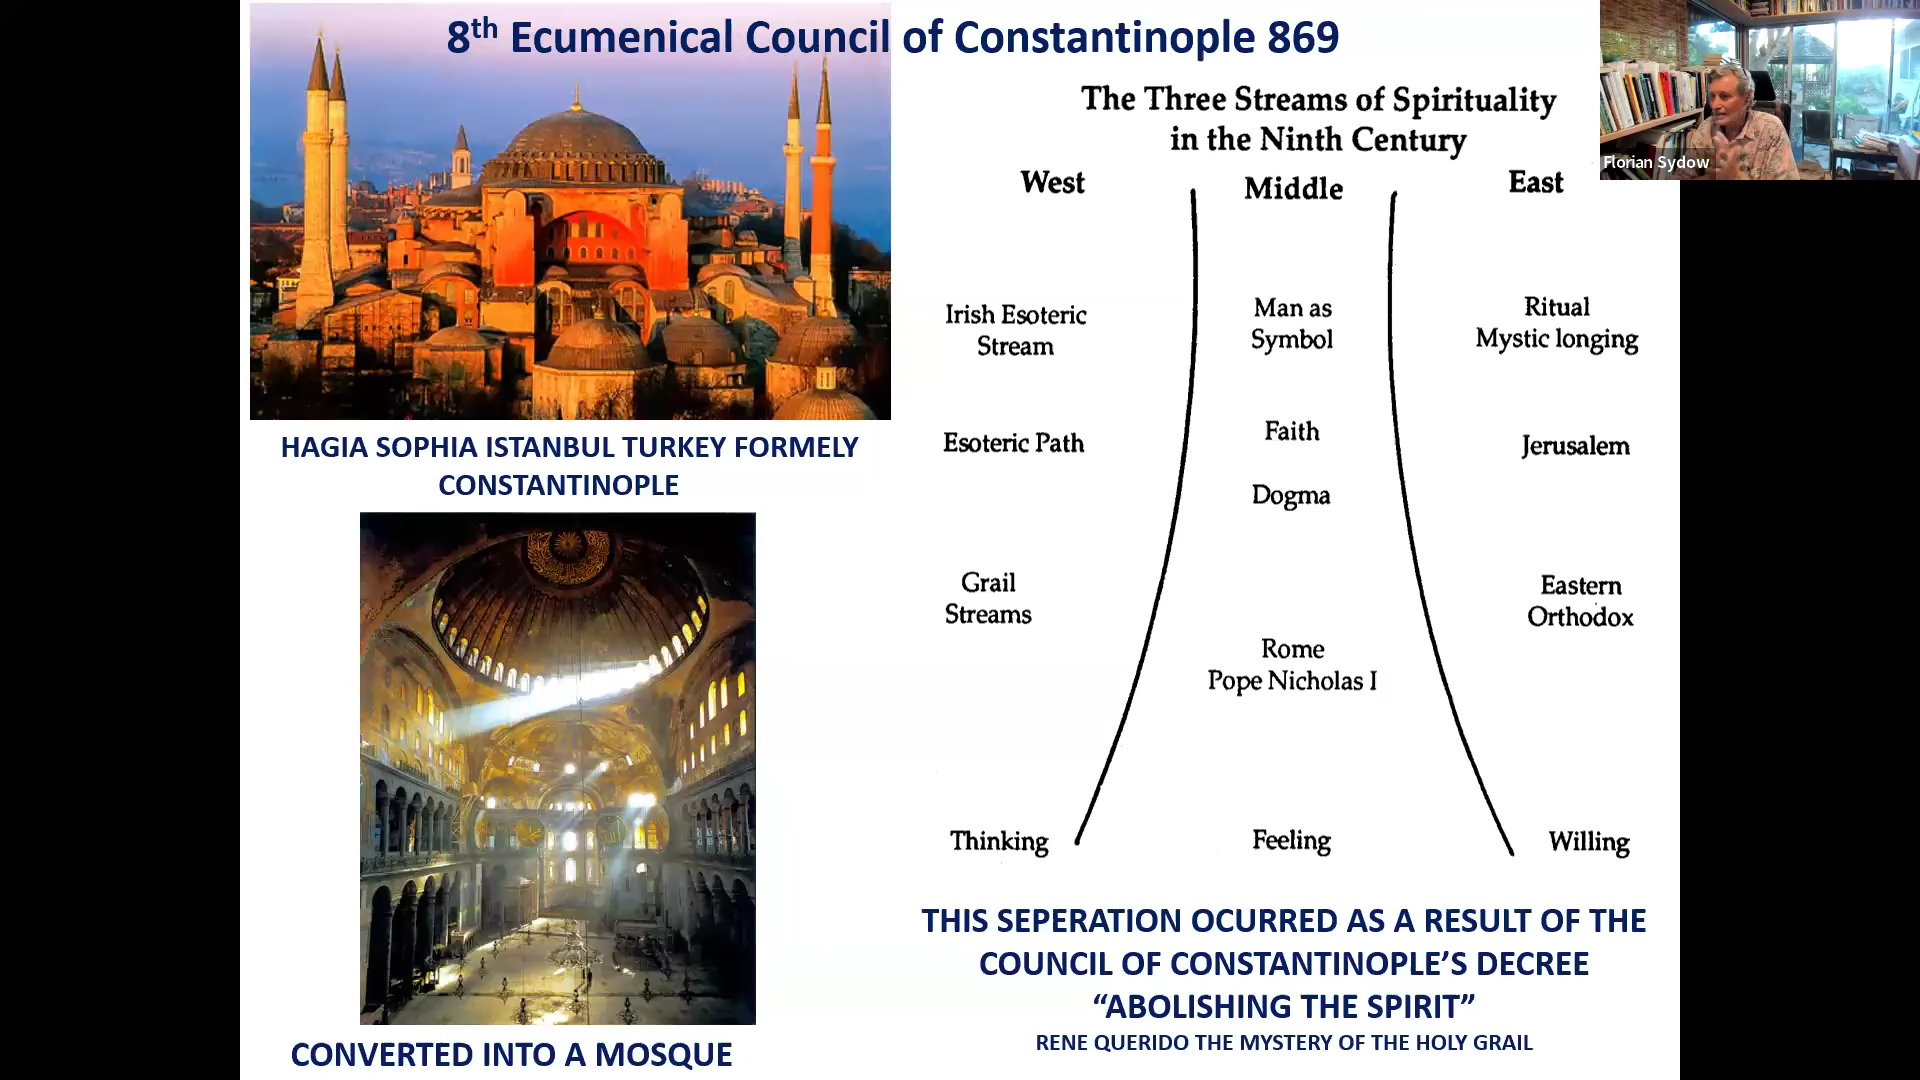 8th Ecumenical Council of Constantinople 869
HAGIA SOPHIA ISTANBUL TURKEY FORMELY
CONSTANTINOPLE
CONVERTED INTO A MOSQUE
The Three Streams of Spirituality
in the Ninth Century
West
Middle
East
Irish Esoteric
Stream
Man as
Symbol
Ritual
Mystic longing
Esoteric Path
Faith
Jerusalem
Dogma
Grail
Streams
Eastern
Orthodox
Rome
Pope Nicholas I
Thinking
Feeling
Willing
THIS SEPERATION OCURRED AS A RESULT OF THE
COUNCIL OF CONSTANTINOPLE’S DECREE
“ABOLISHING THE SPIRIT”
RENE QUERIDO THE MYSTERY OF THE HOLY GRAIL
Florian Sydow